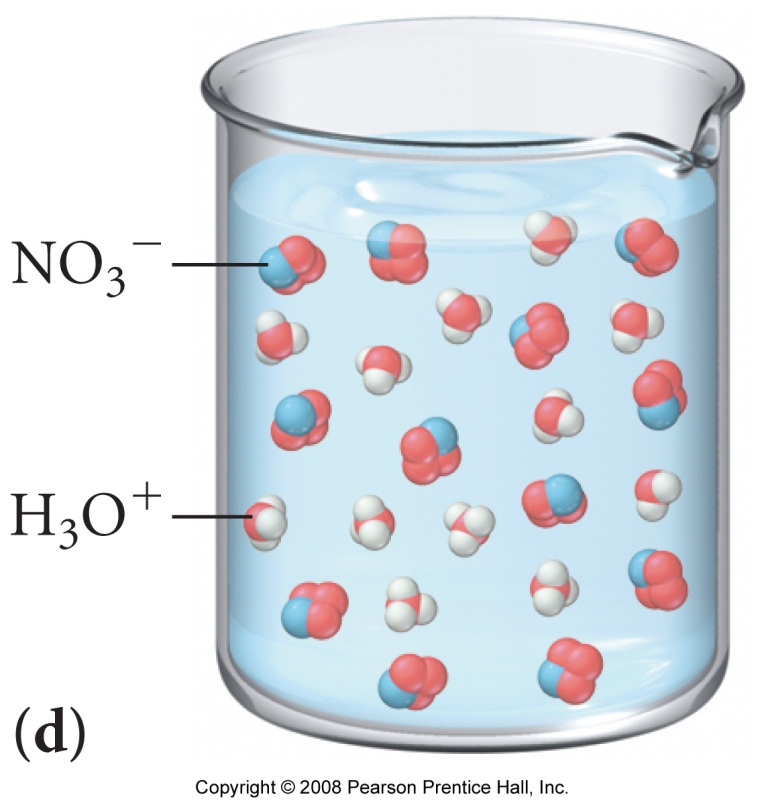 NO₃⁻
H₃O⁺
(d)
Copyright © 2008 Pearson Prentice Hall, Inc.